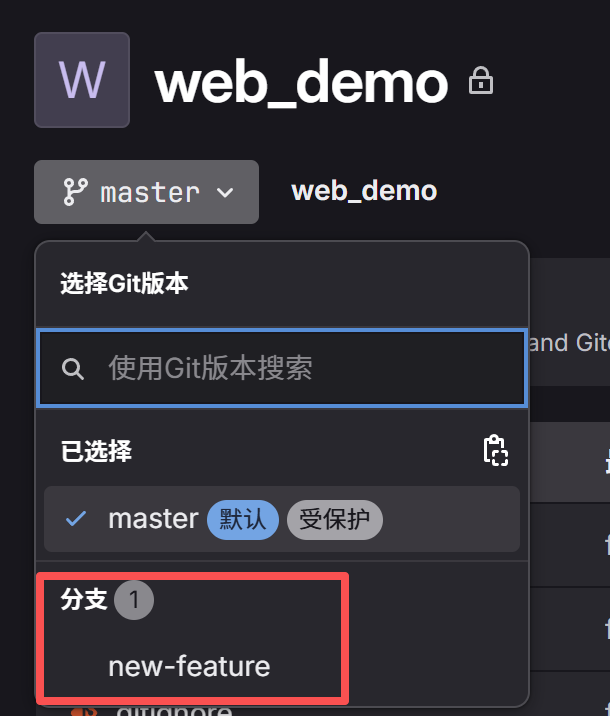 W
web_demo
master
web_demo
选择Git版本
and Git
使用Git版本搜索
已选择
master 默认 受保护
分支 1
new-feature
.gitignore